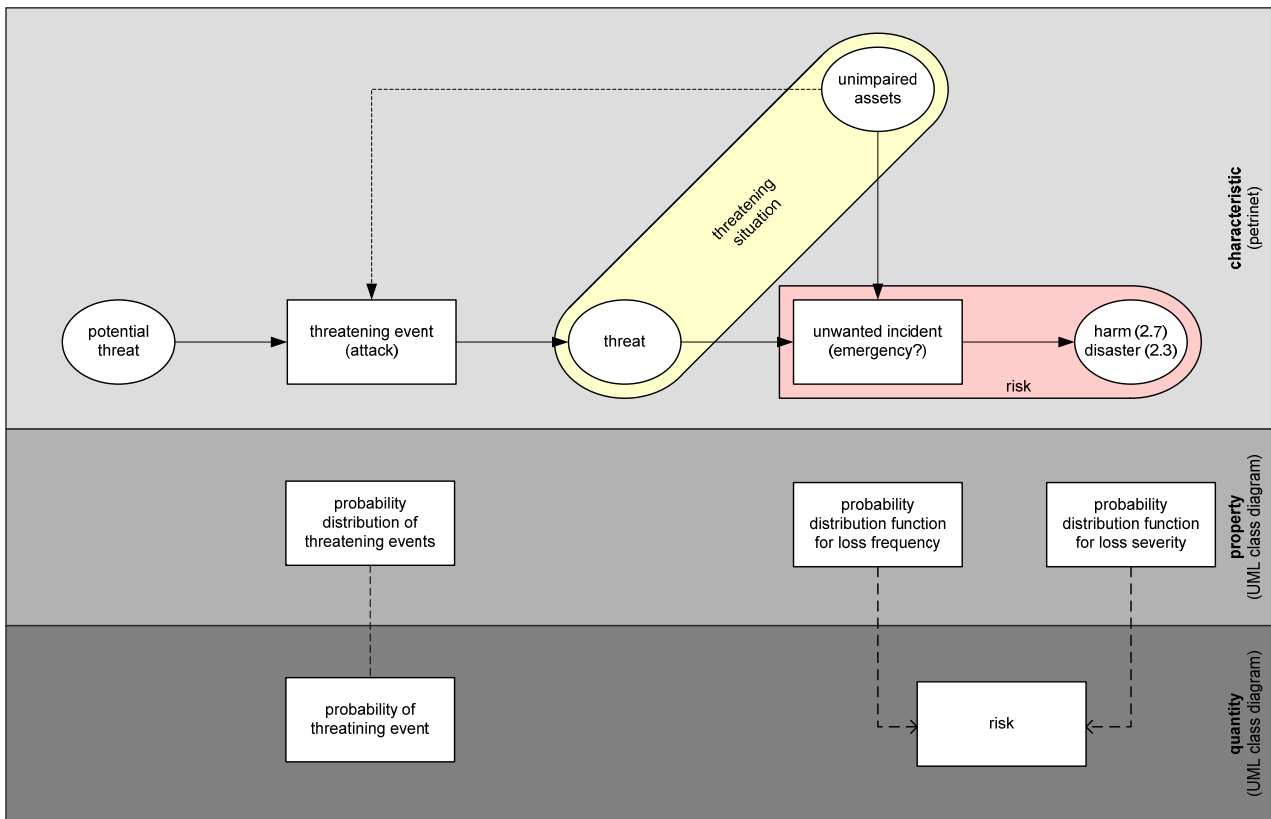 unimpaired
assets
threatening
situation
characteristic
(petrinet)
potential
threat
threatening event
(attack)
threat
unwanted incident
(emergency?)
harm (2.7)
disaster (2.3)
risk
probability
distribution of
threatening events
probability
distribution function
for loss frequency
probability
distribution function
for loss severity
property
(UML class diagram)
probability of
threatining event
risk
quantity
(UML class diagram)